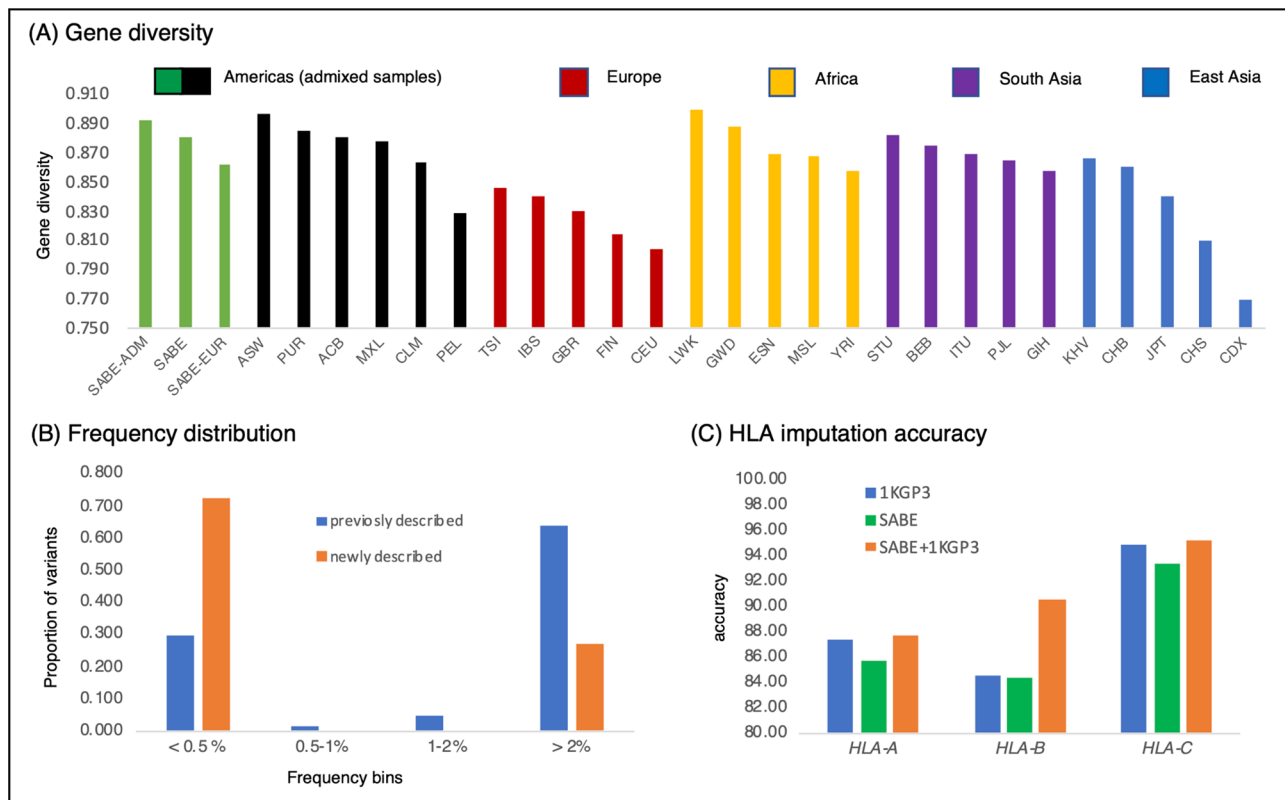 (A) Gene diversity
Americas (admixed samples) Europe Africa South Asia East Asia
Gene diversity
0.910
0.890
0.870
0.850
0.830
0.810
0.790
0.770
0.750
SABE-ADM SABE SABE-EUR ASW PUR ACB MXL CLM PEL TSI IBS GBR FIN CEU LWK GWD ESN MSL YRI STU BEB ITU PJL GIH KHV CHB JPT CHS CDX
(B) Frequency distribution
Proportion of variants
0.800
0.700
0.600
0.500
0.400
0.300
0.200
0.100
0.000
previosly described
newly described
< 0.5% 0.5-1% 1-2% > 2%
Frequency bins
(C) HLA imputation accuracy
accuracy
100.00
98.00
96.00
94.00
92.00
90.00
88.00
86.00
84.00
82.00
80.00
1KGP3
SABE
SABE+1KGP3
HLA-A HLA-B HLA-C